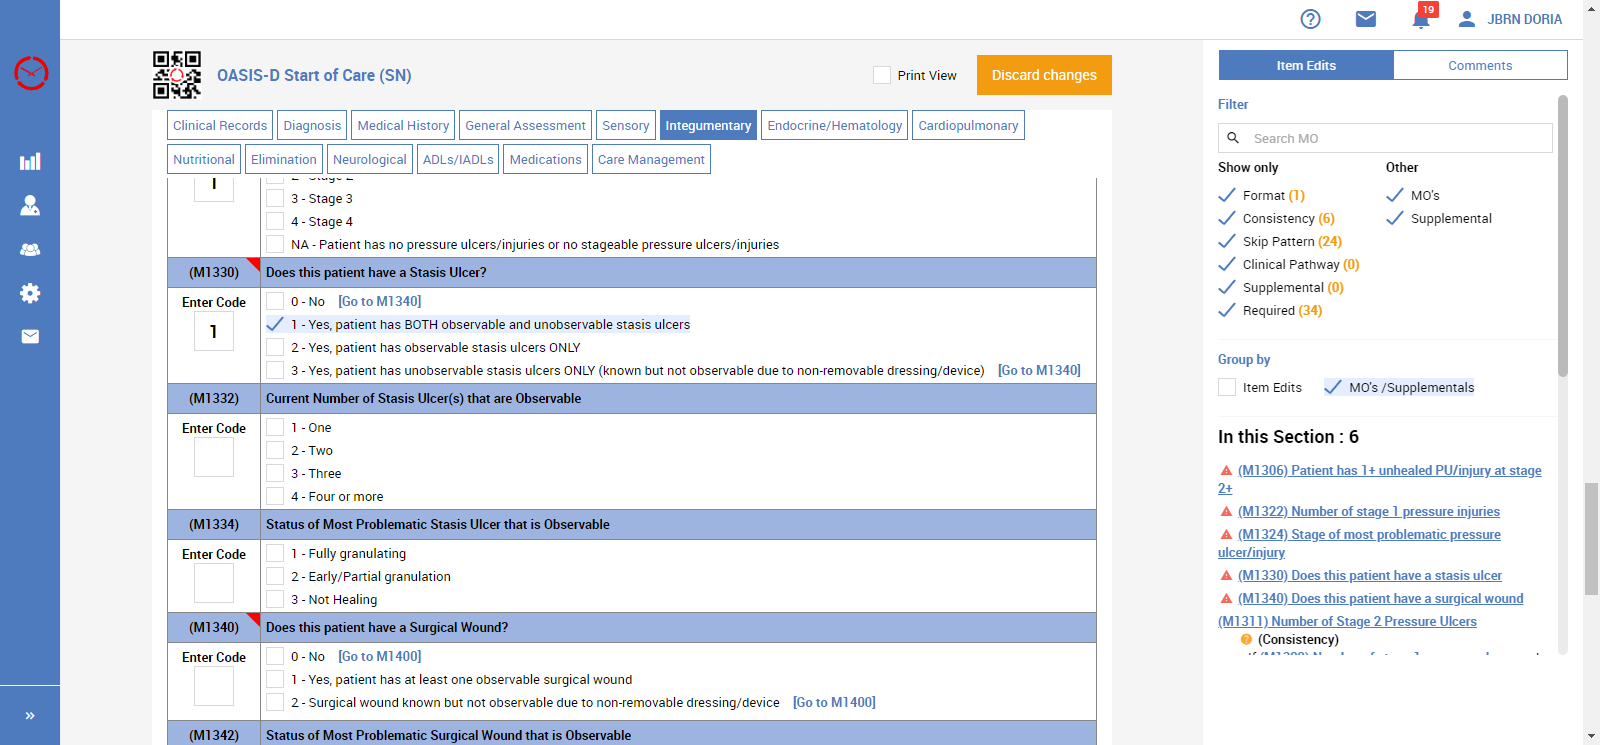 19
JBRN DORIA
OASIS-D Start of Care (SN)
Print View
Discard changes
Clinical Records
Diagnosis
Medical History
General Assessment
Sensory
Integumentary
Endocrine/Hematology
Cardiopulmonary
Nutritional
Elimination
Neurological
ADLs/IADLs
Medications
Care Management
1
2 - Stage 2
3 - Stage 3
4 - Stage 4
NA - Patient has no pressure ulcers/injuries or no stageable pressure ulcers/injuries
(M1330) Does this patient have a Stasis Ulcer?
Enter Code
1
0 - No [Go to M1340]
1 - Yes, patient has BOTH observable and unobservable stasis ulcers
2 - Yes, patient has observable stasis ulcers ONLY
3 - Yes, patient has unobservable stasis ulcers ONLY (known but not observable due to non-removable dressing/device) [Go to M1340]
(M1332) Current Number of Stasis Ulcer(s) that are Observable
Enter Code
1 - One
2 - Two
3 - Three
4 - Four or more
(M1334) Status of Most Problematic Stasis Ulcer that is Observable
Enter Code
1 - Fully granulating
2 - Early/Partial granulation
3 - Not Healing
(M1340) Does this patient have a Surgical Wound?
Enter Code
0 - No [Go to M1400]
1 - Yes, patient has at least one observable surgical wound
2 - Surgical wound known but not observable due to non-removable dressing/device [Go to M1400]
(M1342) Status of Most Problematic Surgical Wound that is Observable
Item Edits
Comments
Filter
Search MO
Show only
Other
Format (1)
MO's
Consistency (6)
Supplemental
Skip Pattern (24)
Clinical Pathway (0)
Supplemental (0)
Required (34)
Group by
Item Edits
MO's /Supplementals
In this Section : 6
(M1306) Patient has 1+ unhealed PU/injury at stage
2+
(M1322) Number of stage 1 pressure injuries
(M1324) Stage of most problematic pressure
ulcer/injury
(M1330) Does this patient have a stasis ulcer
(M1340) Does this patient have a surgical wound
(M1311) Number of Stage 2 Pressure Ulcers
(Consistency)